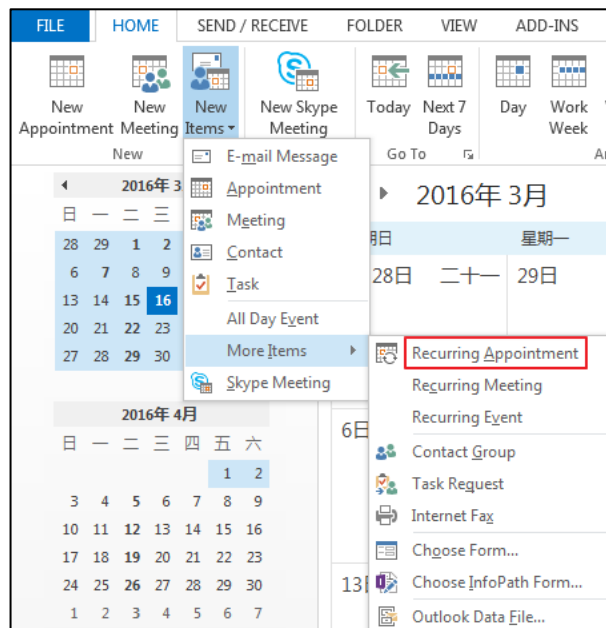 FILE HOME SEND / RECEIVE FOLDER VIEW ADD-INS
New Appointment
New Meeting
New Items
New Skype Meeting
Today
Next 7 Days
Day
Work Week
New
Go To
2016年 3
日 一 二 三
28 29 1 2
6 7 8 9
13 14 15 16
20 21 22 23
27 28 29 30
2016年 4月
日 一 二 三 四 五 六
1 2
3 4 5 6 7 8 9
10 11 12 13 14 15 16
17 18 19 20 21 22 23
24 25 26 27 28 29 30
1 2 3 4 5 6 7
E-mail Message
Appointment
Meeting
Contact
Task
All Day Event
More Items
Skype Meeting
2016年 3月
星期一
28日 二十一 29日
6日
13
Recurring Appointment
Recurring Meeting
Recurring Event
Contact Group
Task Request
Internet Fax
Choose Form...
Choose InfoPath Form...
Outlook Data File...